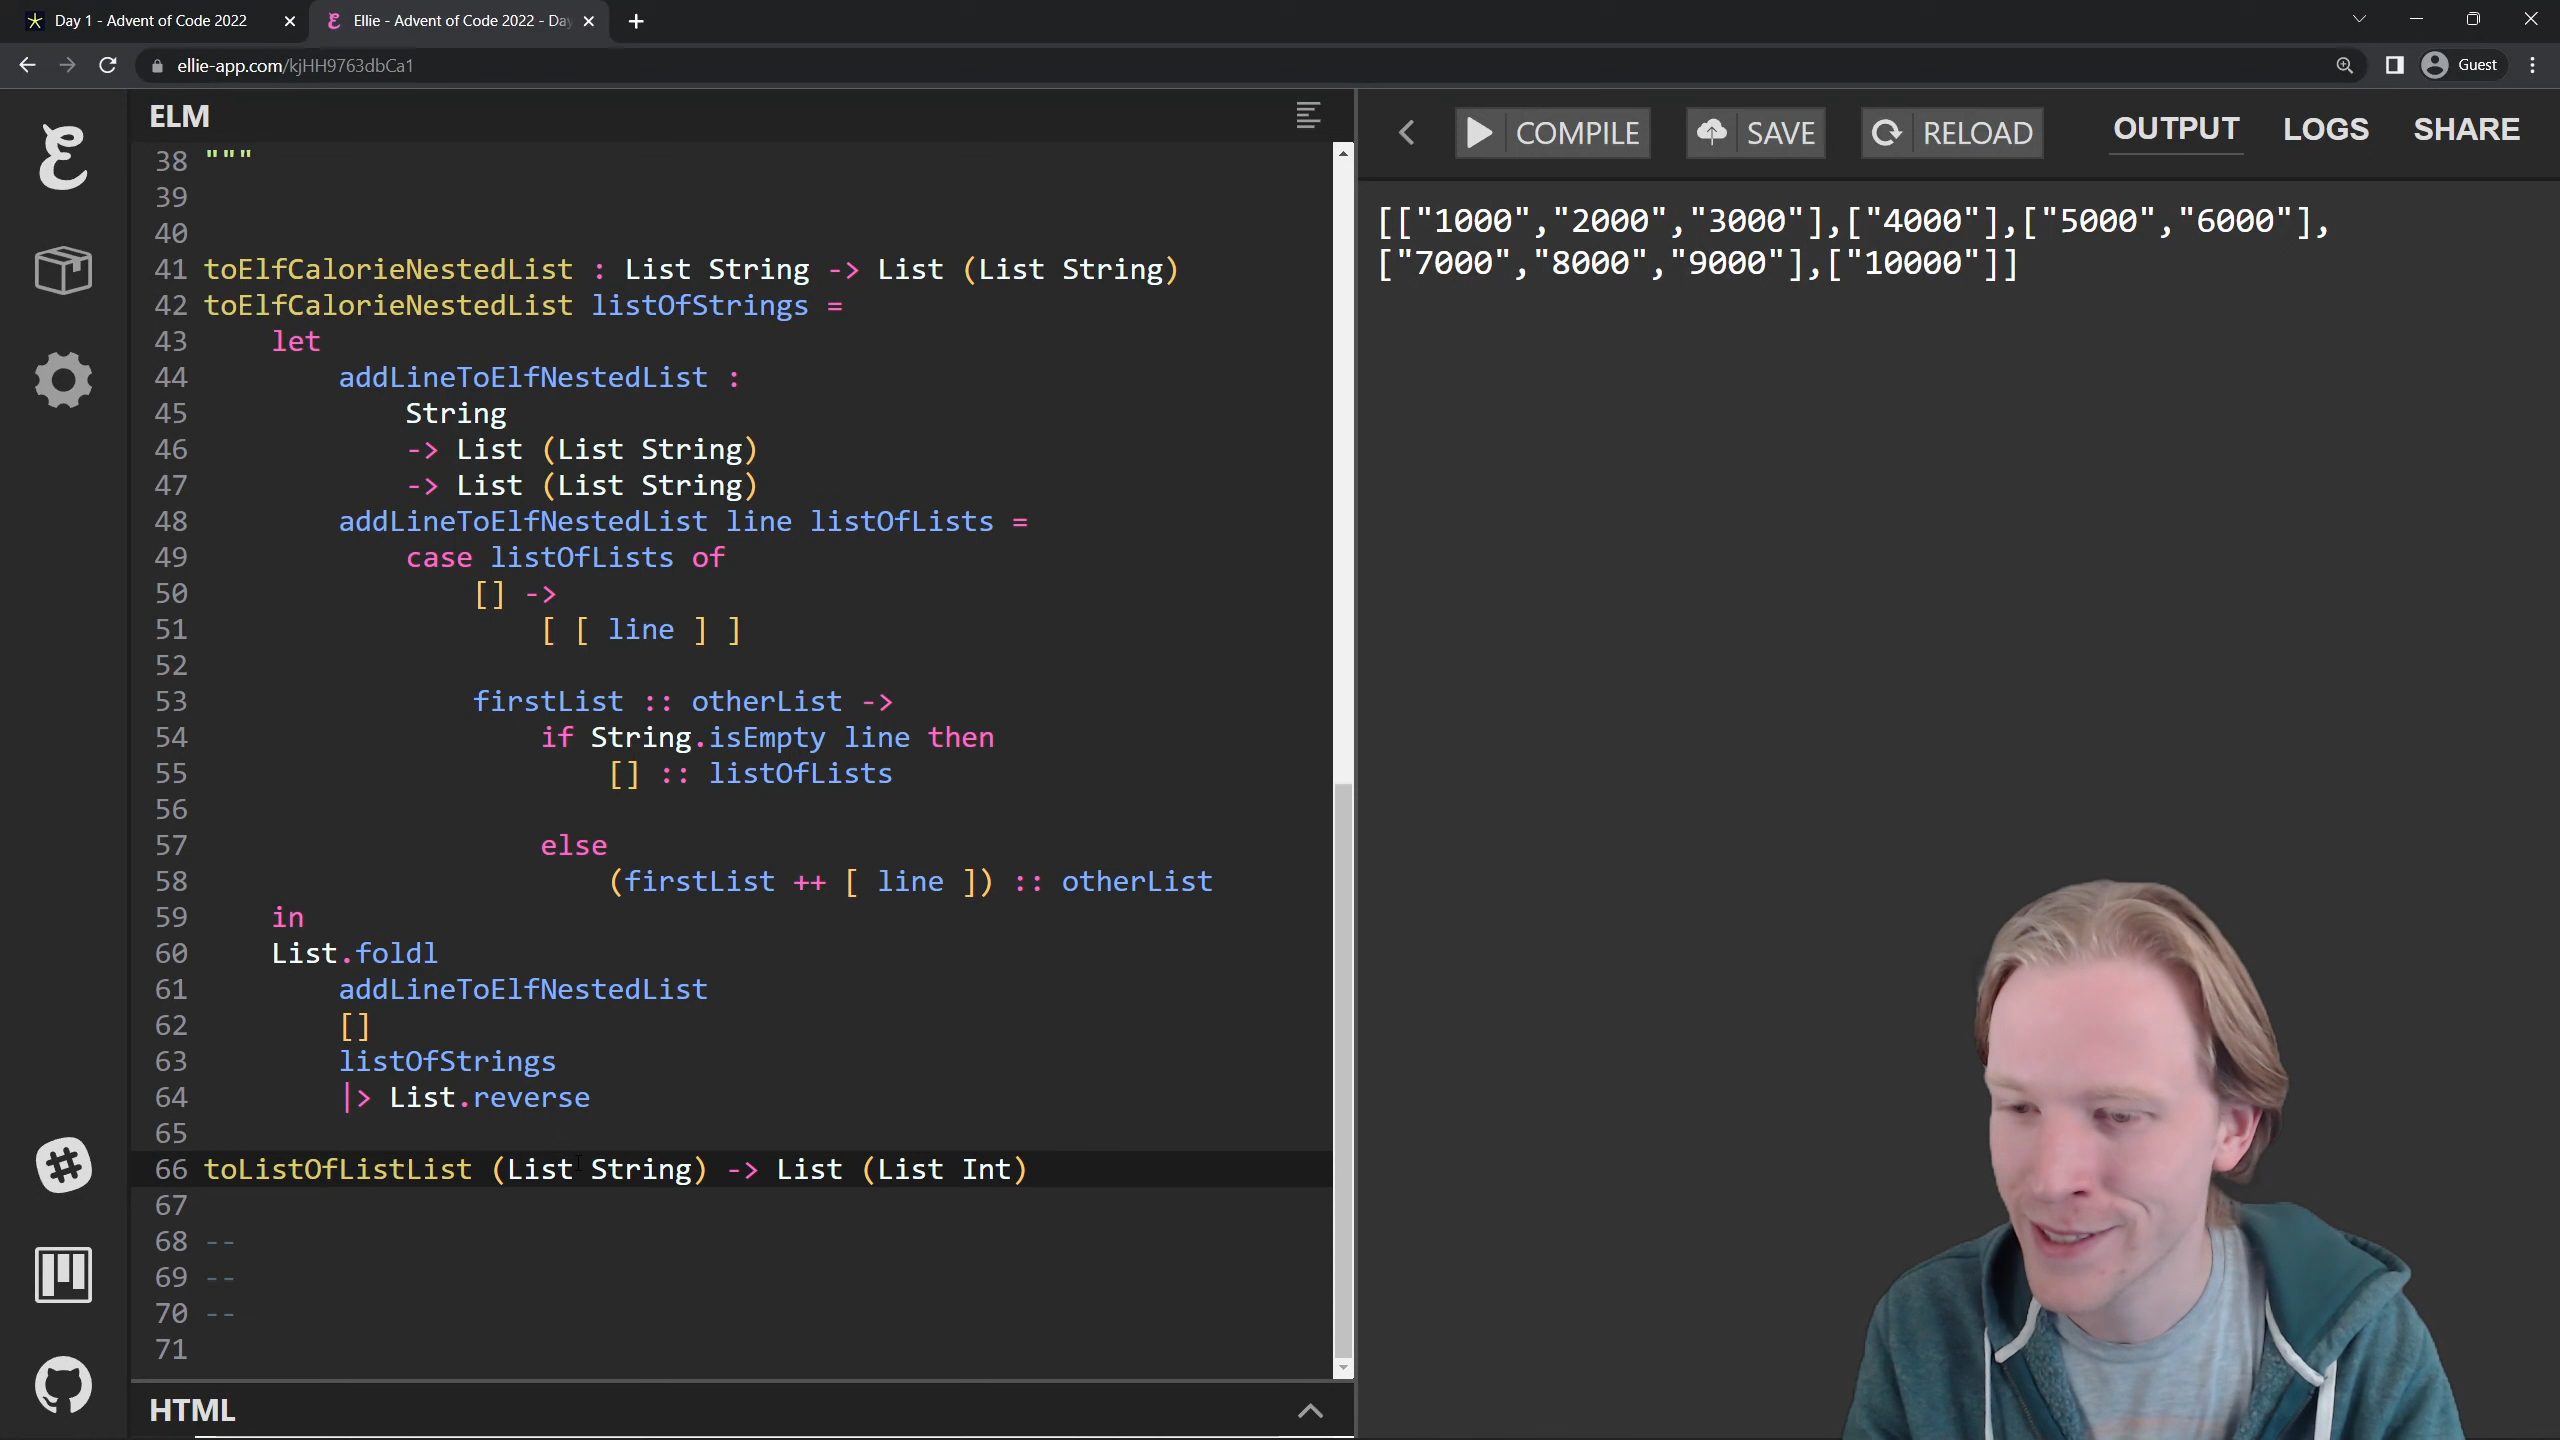 Day 1 - Advent of Code 2022
Ellie - Advent of Code 2022 - Da
ellie-app.com/kjHH9763dbCa1
Guest
ELM
COMPILE
SAVE
RELOAD
OUTPUT
LOGS
SHARE
38 """
39
40
41 toElfCalorieNestedList : List String -> List (List String)
42 toElfCalorieNestedList listOfStrings =
43 let
44 addLineToElfNestedList :
45 String
46 -> List (List String)
47 -> List (List String)
48 addLineToElfNestedList line listOfLists =
49 case listOfLists of
50 [] ->
51 [ [ line ] ]
52
53 firstList :: otherList ->
54 if String.isEmpty line then
55 [] :: listOfLists
56
57 else
58 (firstList ++ [ line ]) :: otherList
59 in
60 List.foldl
61 addLineToElfNestedList
62 []
63 listOfStrings
64 |> List.reverse
65
66 toListOfListList (List String) -> List (List Int)
67
68 --
69 --
70 --
71
HTML
[["1000","2000","3000"],["4000"],["5000","6000"],
["7000","8000","9000"],["10000"]]